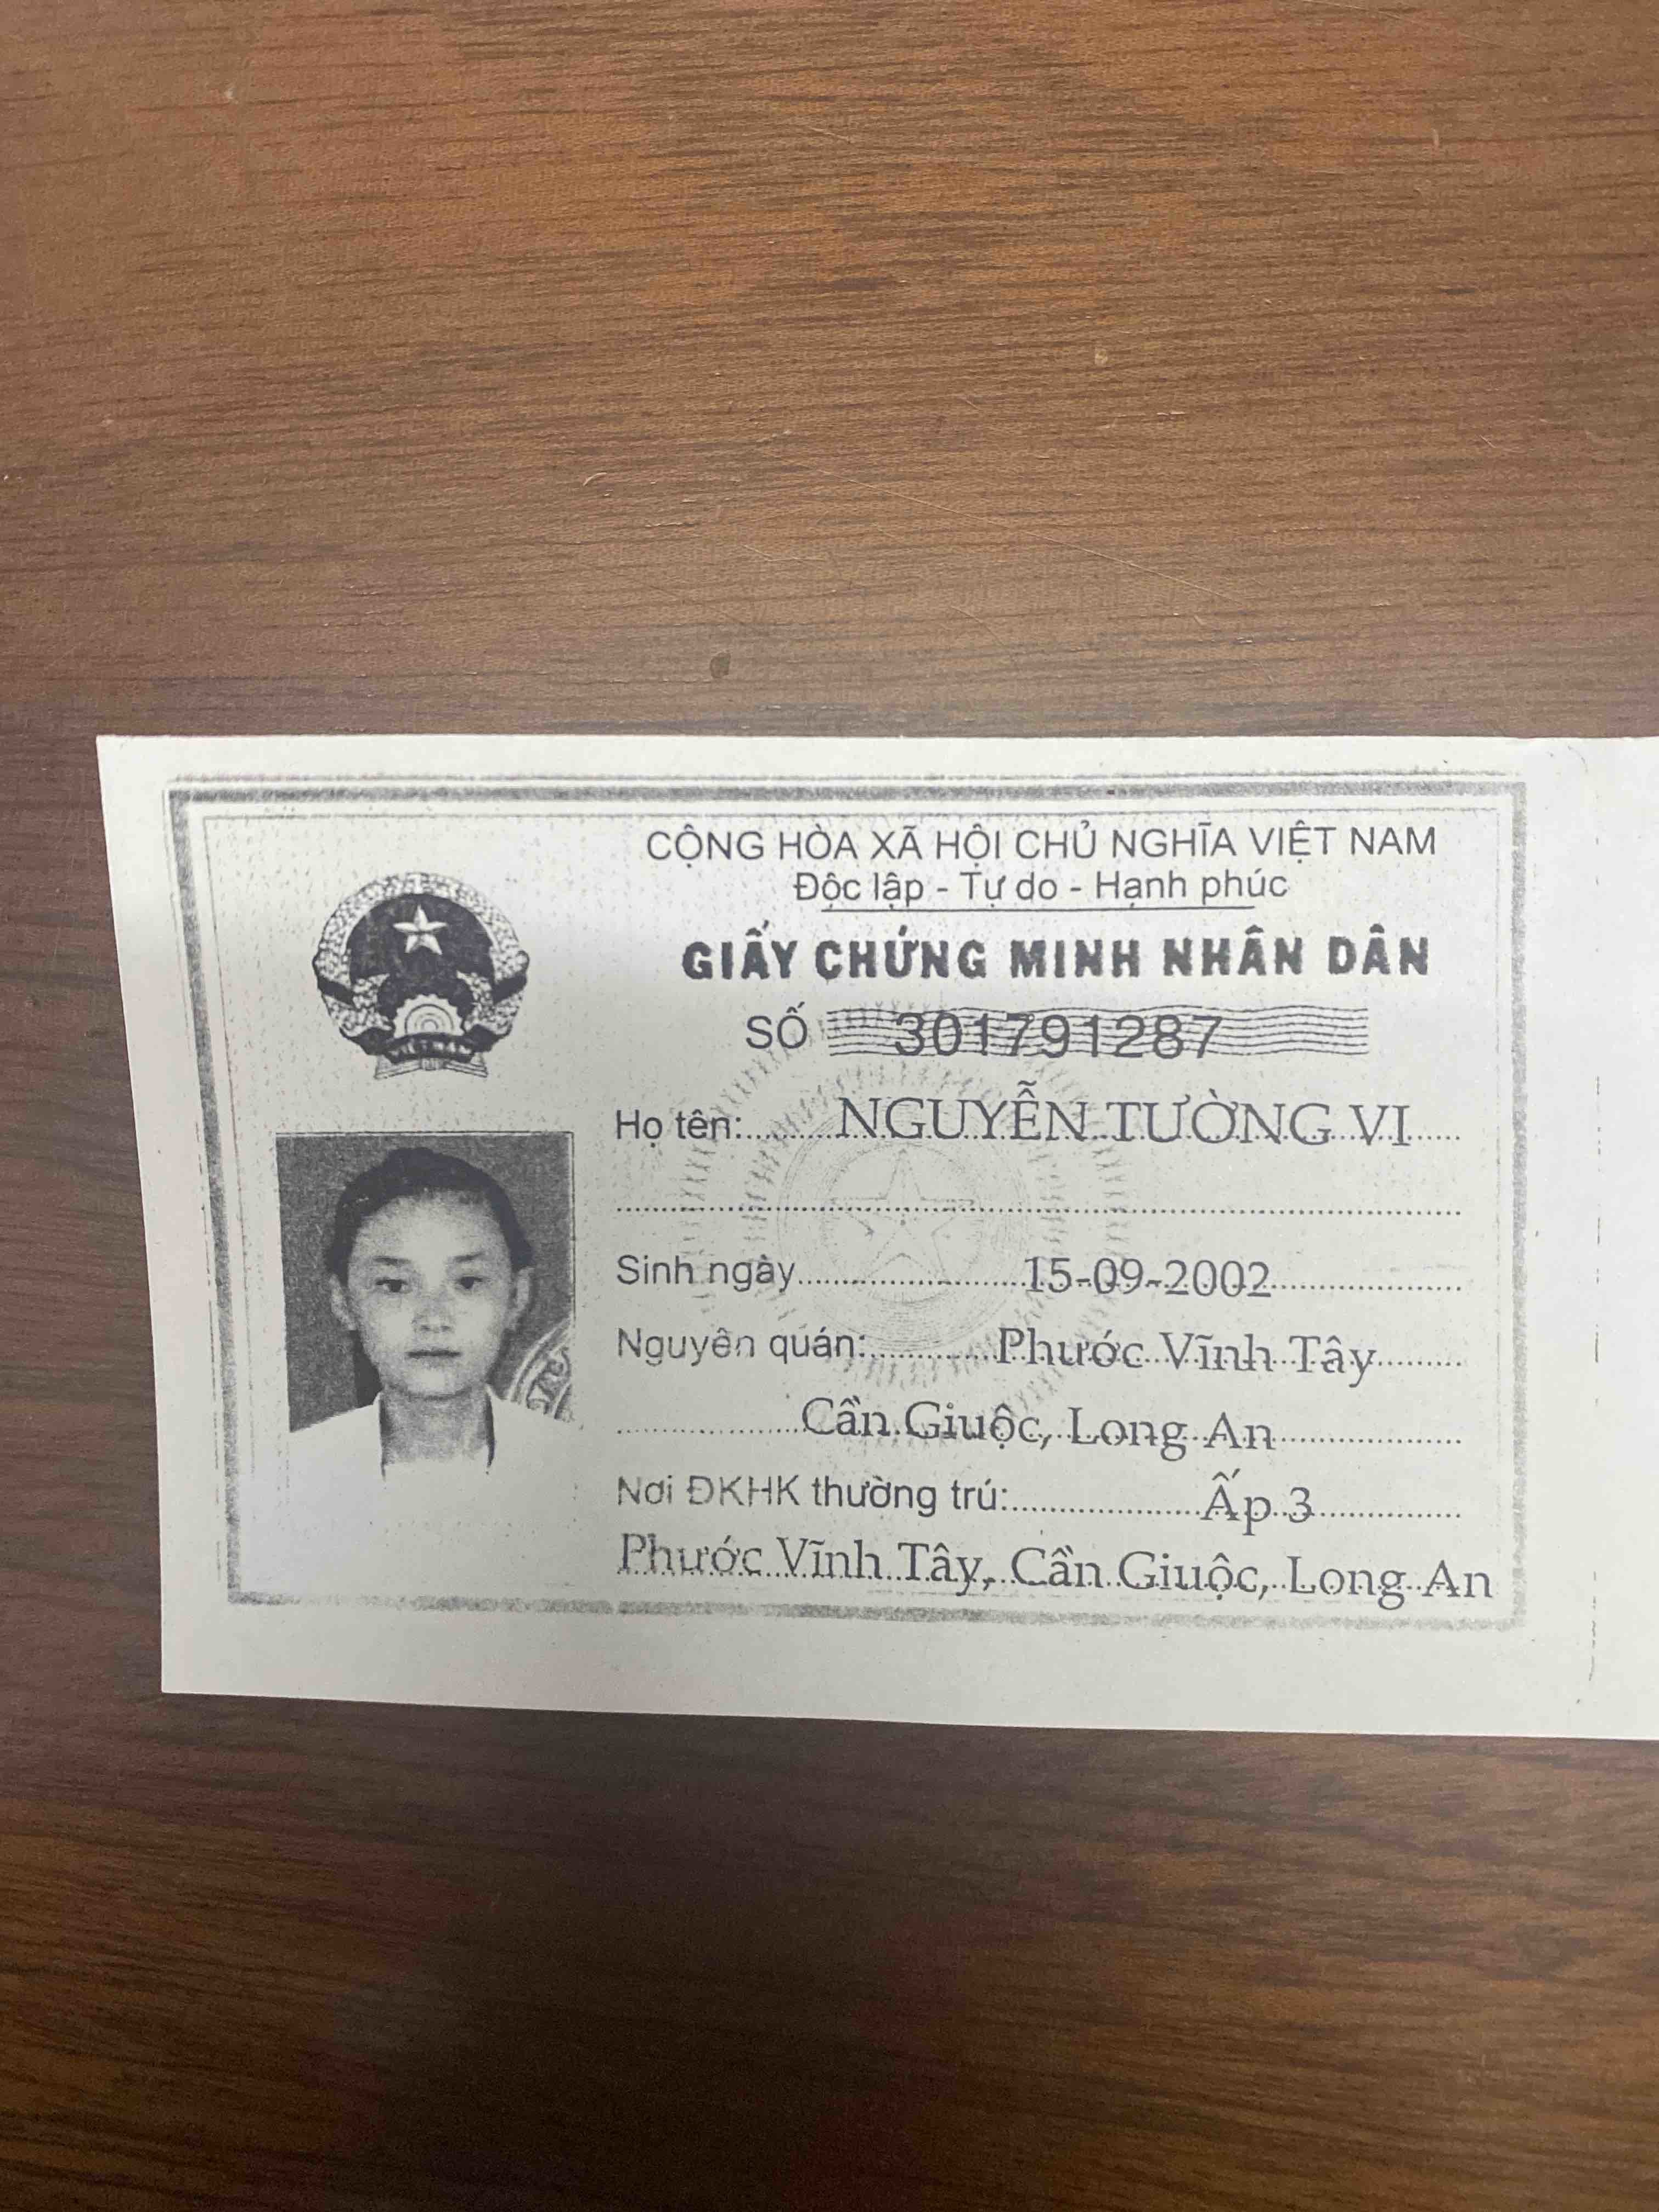 CỘNG HÒA XÃ HỘI CHỦ NGHĨA VIỆT NAM
Độc lập - Tự do - Hạnh phúc
GIẤY CHỨNG MINH NHÂN DÂN
SỐ 301791287
Họ tên: NGUYỄN TƯỜNG VI
Sinh ngày 15-09-2002
Nguyên quán: Phước Vĩnh Tây
Cần Giuộc, Long An
Nơi ĐKHK thường trú: Ấp 3
Phước Vĩnh Tây, Cần Giuộc, Long An
VIỆT NAM